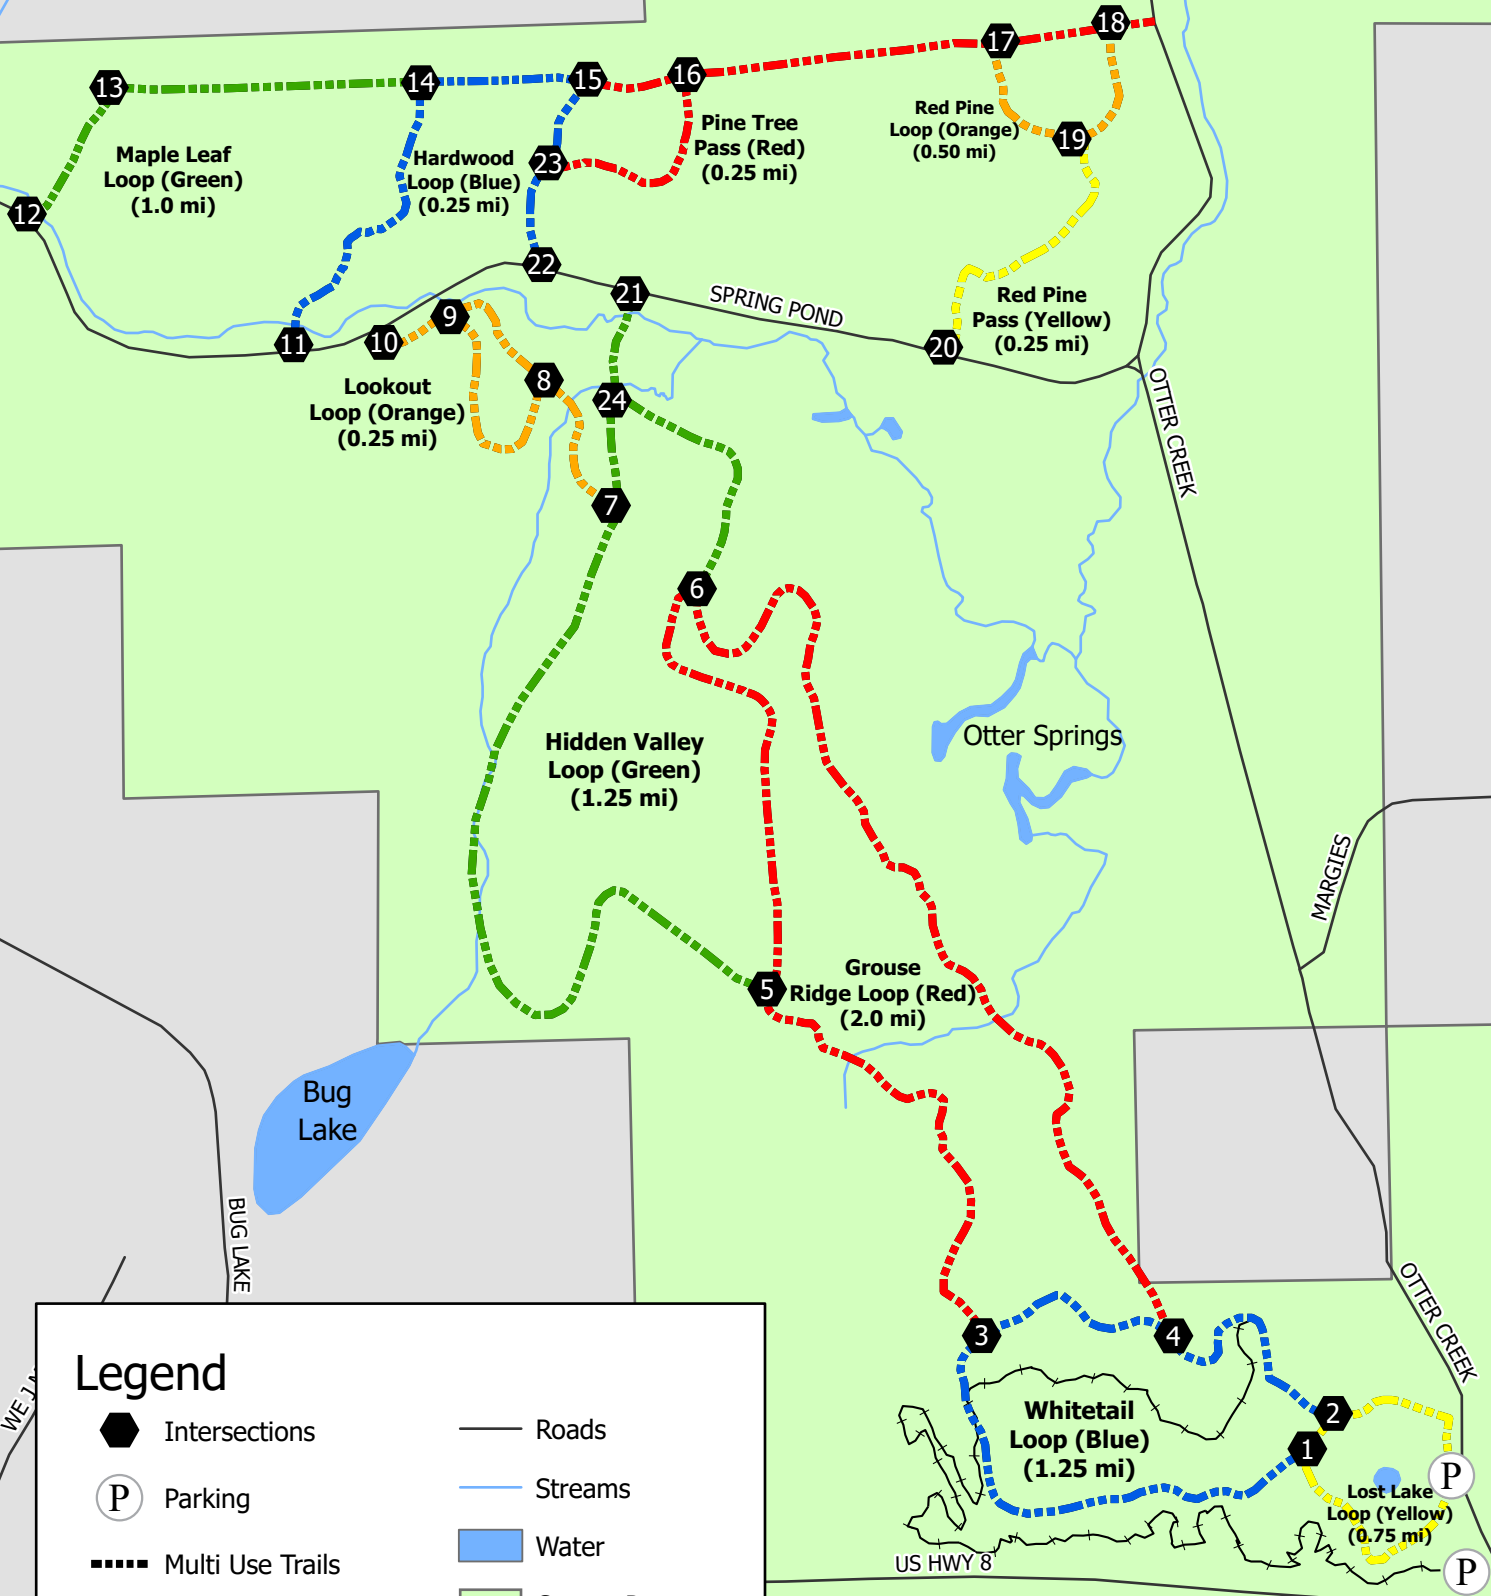 18
17
16
15
14
13
Red Pine
Loop (Orange)
(0.50 mi)
19
Pine Tree
Pass (Red)
(0.25 mi)
Maple Leaf
Loop (Green)
(1.0 mi)
Hardwood
Loop (Blue)
(0.25 mi)
23
12
22
21
SPRING POND
Red Pine
Pass (Yellow)
(0.25 mi)
9
10
11
20
8
24
Lookout
Loop (Orange)
(0.25 mi)
OTTER CREEK
7
6
Hidden Valley
Loop (Green)
(1.25 mi)
Otter Springs
MARGIES
5
Grouse
Ridge Loop (Red)
(2.0 mi)
Bug
Lake
BUG LAKE
OTTER CREEK
3
4
2
1
Whitetail
Loop (Blue)
(1.25 mi)
P
Lost Lake
Loop (Yellow)
(0.75 mi)
US HWY 8
P
Legend
Intersections
Roads
P
Parking
Streams
Multi Use Trails
Water